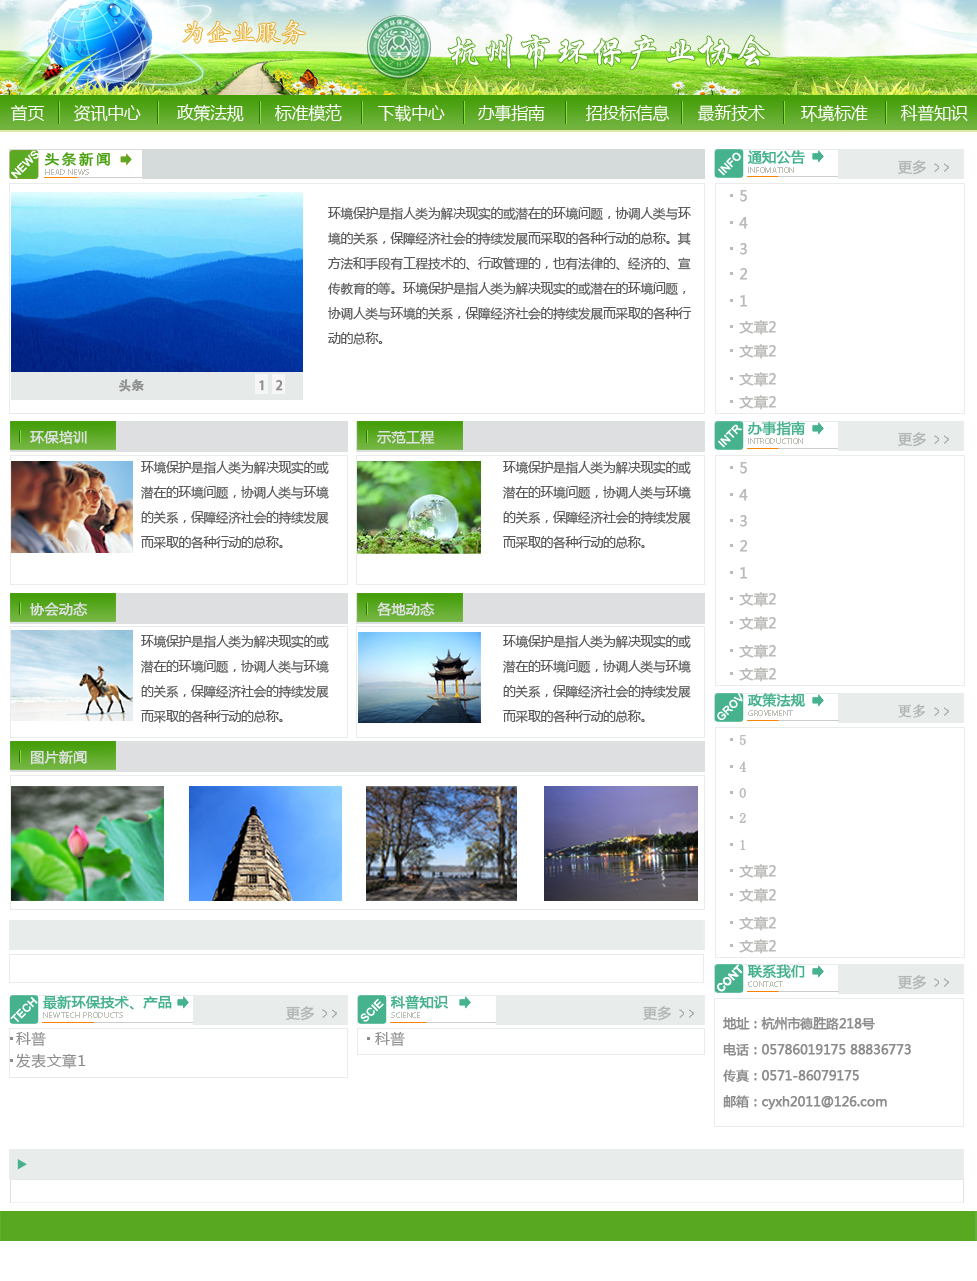 为企业服务
杭州市环保产业协会
首页 资讯中心 政策法规 标准模范 下载中心 办事指南 招投标信息 最新技术 环境标准 科普知识
NEWS 头条新闻
HEAD NEWS
环境保护是指人类为解决现实的或潜在的环境问题，协调人类与环
境的关系，保障经济社会的持续发展而采取的各种行动的总称。其
方法和手段有工程技术的、行政管理的，也有法律的、经济的、宣
传教育的等。环境保护是指人类为解决现实的或潜在的环境问题，
协调人类与环境的关系，保障经济社会的持续发展而采取的各种行
动的总称。
头条 1 2
INFO 通知公告 更多 >>
INFOMATION
5
4
3
2
1
文章2
文章2
文章2
文章2
环保培训
环境保护是指人类为解决现实的或
潜在的环境问题，协调人类与环境
的关系，保障经济社会的持续发展
而采取的各种行动的总称。
示范工程
环境保护是指人类为解决现实的或
潜在的环境问题，协调人类与环境
的关系，保障经济社会的持续发展
而采取的各种行动的总称。
INTR 办事指南 更多 >>
INTRODUCTION
5
4
3
2
1
文章2
文章2
文章2
文章2
协会动态
环境保护是指人类为解决现实的或
潜在的环境问题，协调人类与环境
的关系，保障经济社会的持续发展
而采取的各种行动的总称。
各地动态
环境保护是指人类为解决现实的或
潜在的环境问题，协调人类与环境
的关系，保障经济社会的持续发展
而采取的各种行动的总称。
GROV 政策法规 更多 >>
GROVEMENT
5
4
0
2
1
文章2
文章2
文章2
文章2
图片新闻
TECH 最新环保技术、产品 更多 >>
NEW TECH PRODUCTS
科普
发表文章1
SCIE 科普知识 更多 >>
SCIENCE
科普
CONT 联系我们 更多 >>
CONTACT
地址：杭州市德胜路218号
电话：05786019175 88836773
传真：0571-86079175
邮箱：cyxh2011@126.com